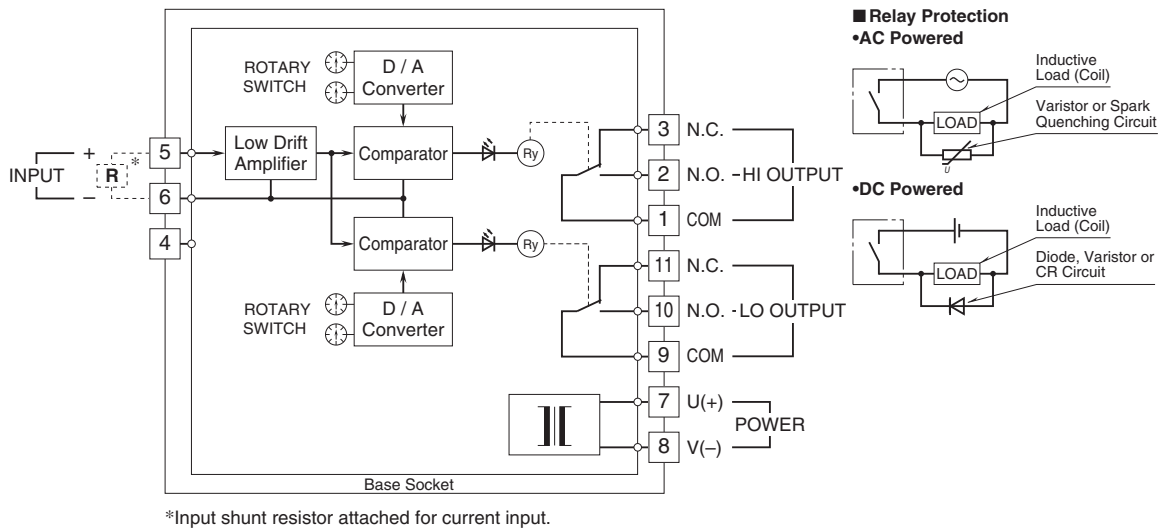 ROTARY
SWITCH
D / A
Converter
INPUT
+
–
R
*
5
6
4
Low Drift
Amplifier
Comparator
Ry
Comparator
Ry
ROTARY
SWITCH
D / A
Converter
3 N.C.
2 N.O. HI OUTPUT
1 COM
11 N.C.
10 N.O. LO OUTPUT
9 COM
7 U(+)
POWER
8 V(–)
Base Socket
*Input shunt resistor attached for current input.
■ Relay Protection
•AC Powered
Inductive
Load (Coil)
LOAD
Varistor or Spark
Quenching Circuit
U
•DC Powered
Inductive
Load (Coil)
LOAD
Diode, Varistor or
CR Circuit